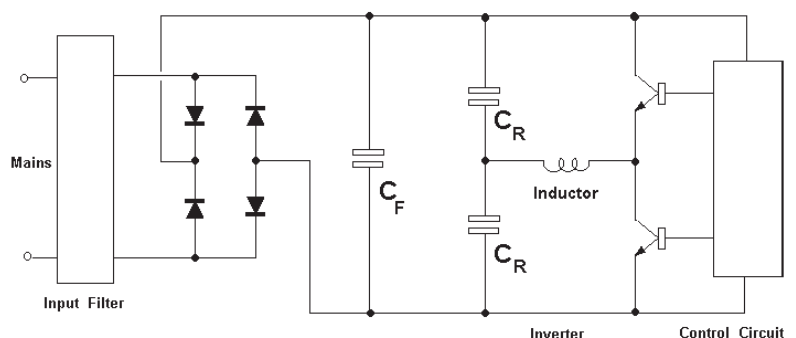 C
R
Mains
Inductor
C
F
C
R
Input Filter
Inverter
Control Circuit